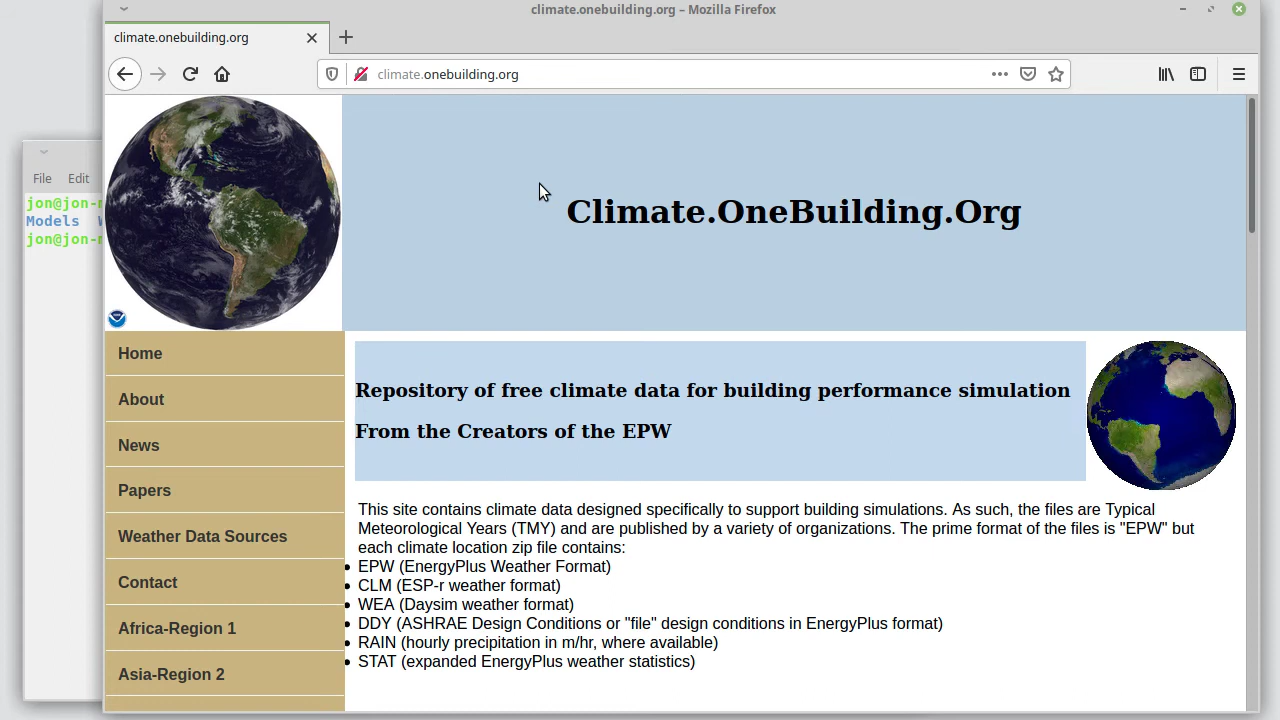 climate.onebuilding.org – Mozilla Firefox
climate.onebuilding.org
climate.onebuilding.org
File Edit
jon@jon-
Models
jon@jon-
Climate.OneBuilding.Org
Home
About
News
Papers
Weather Data Sources
Contact
Africa-Region 1
Asia-Region 2
Repository of free climate data for building performance simulation
From the Creators of the EPW
This site contains climate data designed specifically to support building simulations. As such, the files are Typical
Meteorological Years (TMY) and are published by a variety of organizations. The prime format of the files is "EPW" but
each climate location zip file contains:
EPW (EnergyPlus Weather Format)
CLM (ESP-r weather format)
WEA (Daysim weather format)
DDY (ASHRAE Design Conditions or "file" design conditions in EnergyPlus format)
RAIN (hourly precipitation in m/hr, where available)
STAT (expanded EnergyPlus weather statistics)